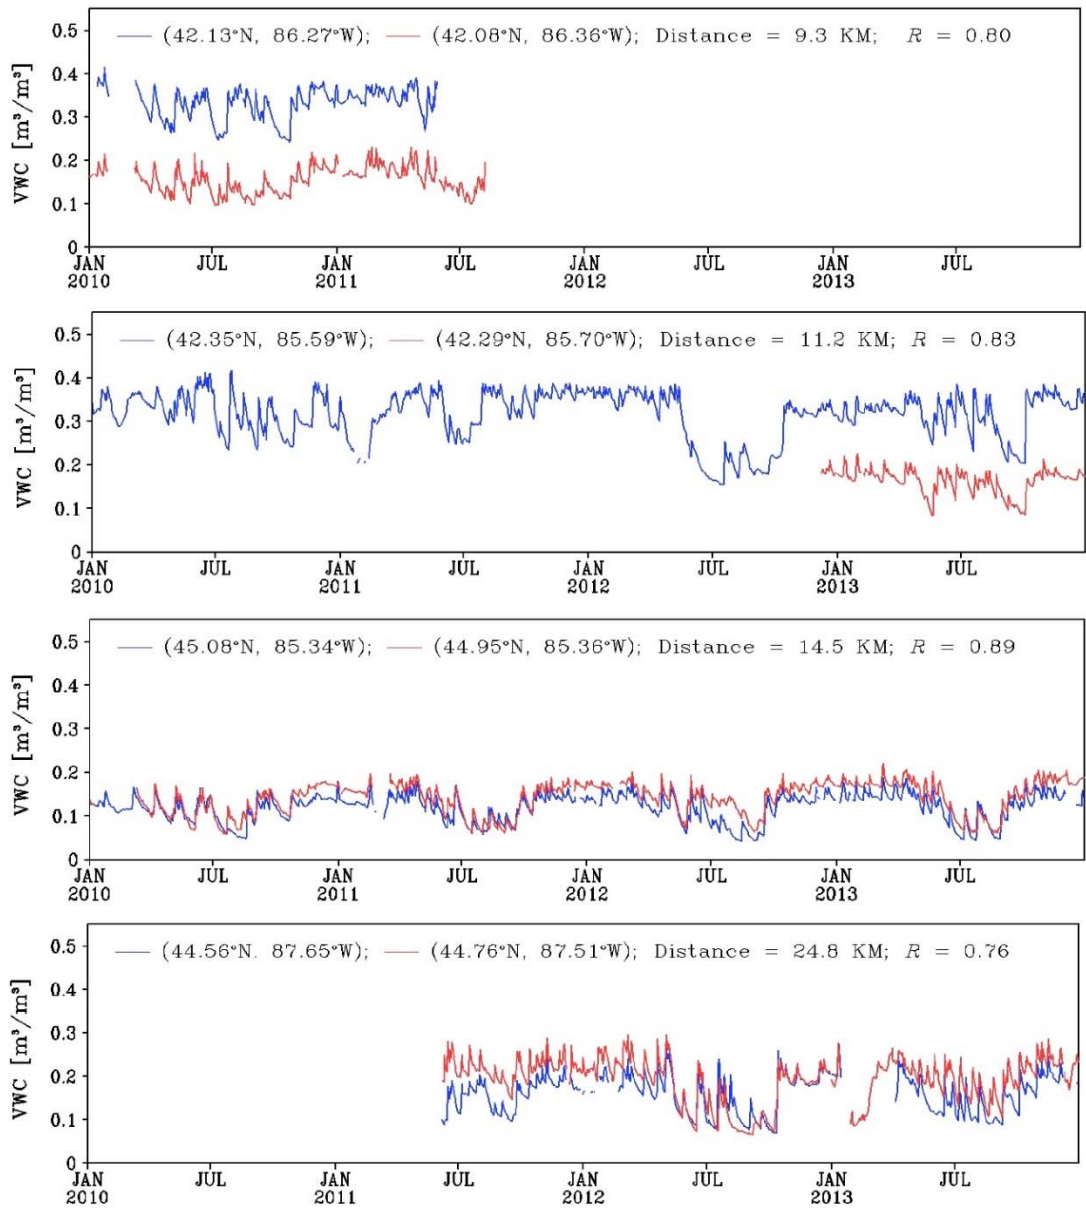 0.5
(42.13°N, 86.27°W); (42.08°N, 86.36°W); Distance = 9.3 KM; R = 0.80
0.4
0.3
0.2
0.1
0
VWC [m³/m³]
JAN JUL JAN JUL JAN JUL JAN JUL
2010 2011 2012 2013
0.5
(42.35°N, 85.59°W); (42.29°N, 85.70°W); Distance = 11.2 KM; R = 0.83
0.4
0.3
0.2
0.1
0
VWC [m³/m³]
JAN JUL JAN JUL JAN JUL JAN JUL
2010 2011 2012 2013
0.5
(45.08°N, 85.34°W); (44.95°N, 85.36°W); Distance = 14.5 KM; R = 0.89
0.4
0.3
0.2
0.1
0
VWC [m³/m³]
JAN JUL JAN JUL JAN JUL JAN JUL
2010 2011 2012 2013
0.5
(44.56°N. 87.65°W); (44.76°N, 87.51°W); Distance = 24.8 KM; R = 0.76
0.4
0.3
0.2
0.1
0
VWC [m³/m³]
JAN JUL JAN JUL JAN JUL JAN JUL
2010 2011 2012 2013